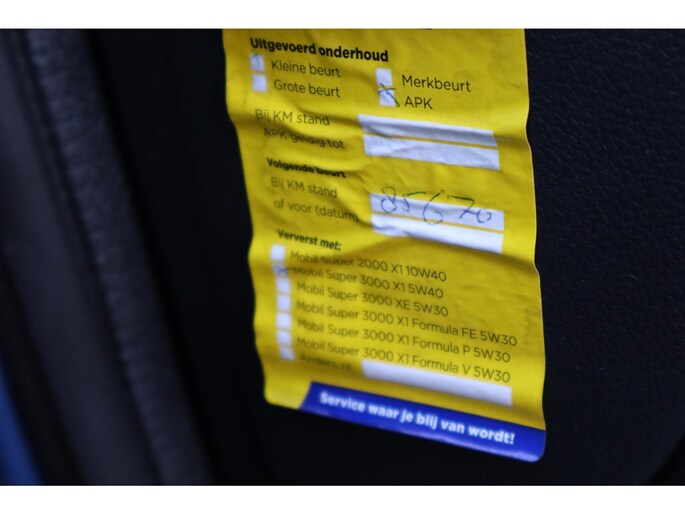 Uitgevoerd onderhoud
Kleine beurt
Merkbeurt
Grote beurt
APK
Bij KM stand
APK geldig tot
Volgende beurt
Bij KM stand
85670
of voor (datum)
Ververst met:
Mobil Super 2000 X1 10W40
Mobil Super 3000 X1 5W40
Mobil Super 3000 XE 5W30
Mobil Super 3000 X1 Formula FE 5W30
Mobil Super 3000 X1 Formula P 5W30
Mobil Super 3000 X1 Formula V 5W30
Anders, nl
Service waar je blij van wordt!